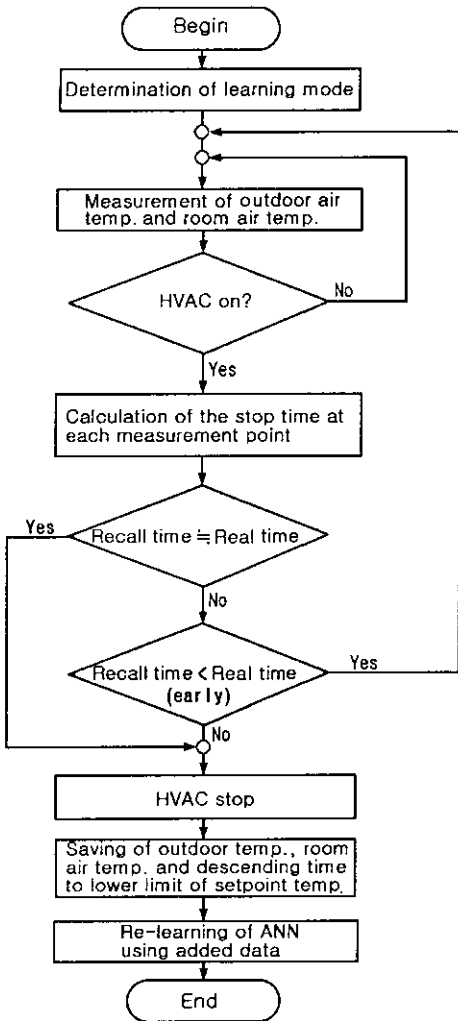 Begin
Determination of learning mode
Measurement of outdoor air
temp. and room air temp.
HVAC on?
No
Yes
Calculation of the stop time at
each measurement point
Yes
Recall time ≒ Real time
No
Recall time < Real time
(early)
Yes
No
HVAC stop
Saving of outdoor temp., room
air temp. and descending time
to lower limit of setpoint temp.
Re-learning of ANN
using added data
End